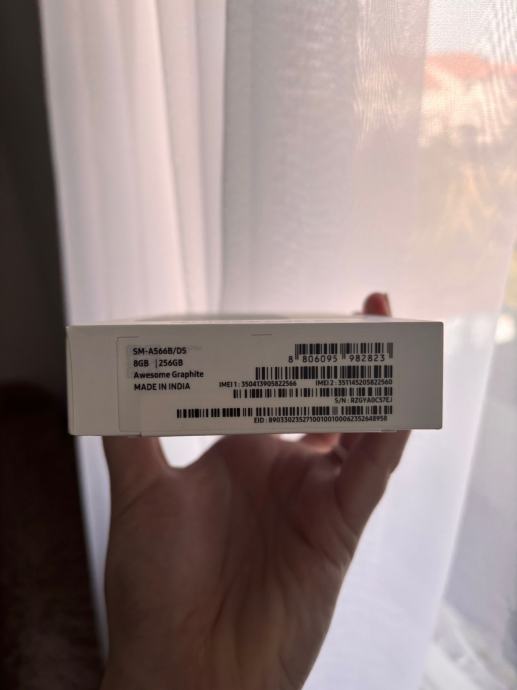 SM-A566B/DS
8GB | 256GB
Awesome Graphite
MADE IN INDIA
8 806095 982823
IMEI 1 : 350413905822566 IMEI 2 : 351145205822560
S/N : RZGYA0CS7EJ
EID : 89033023527100100100062352648958